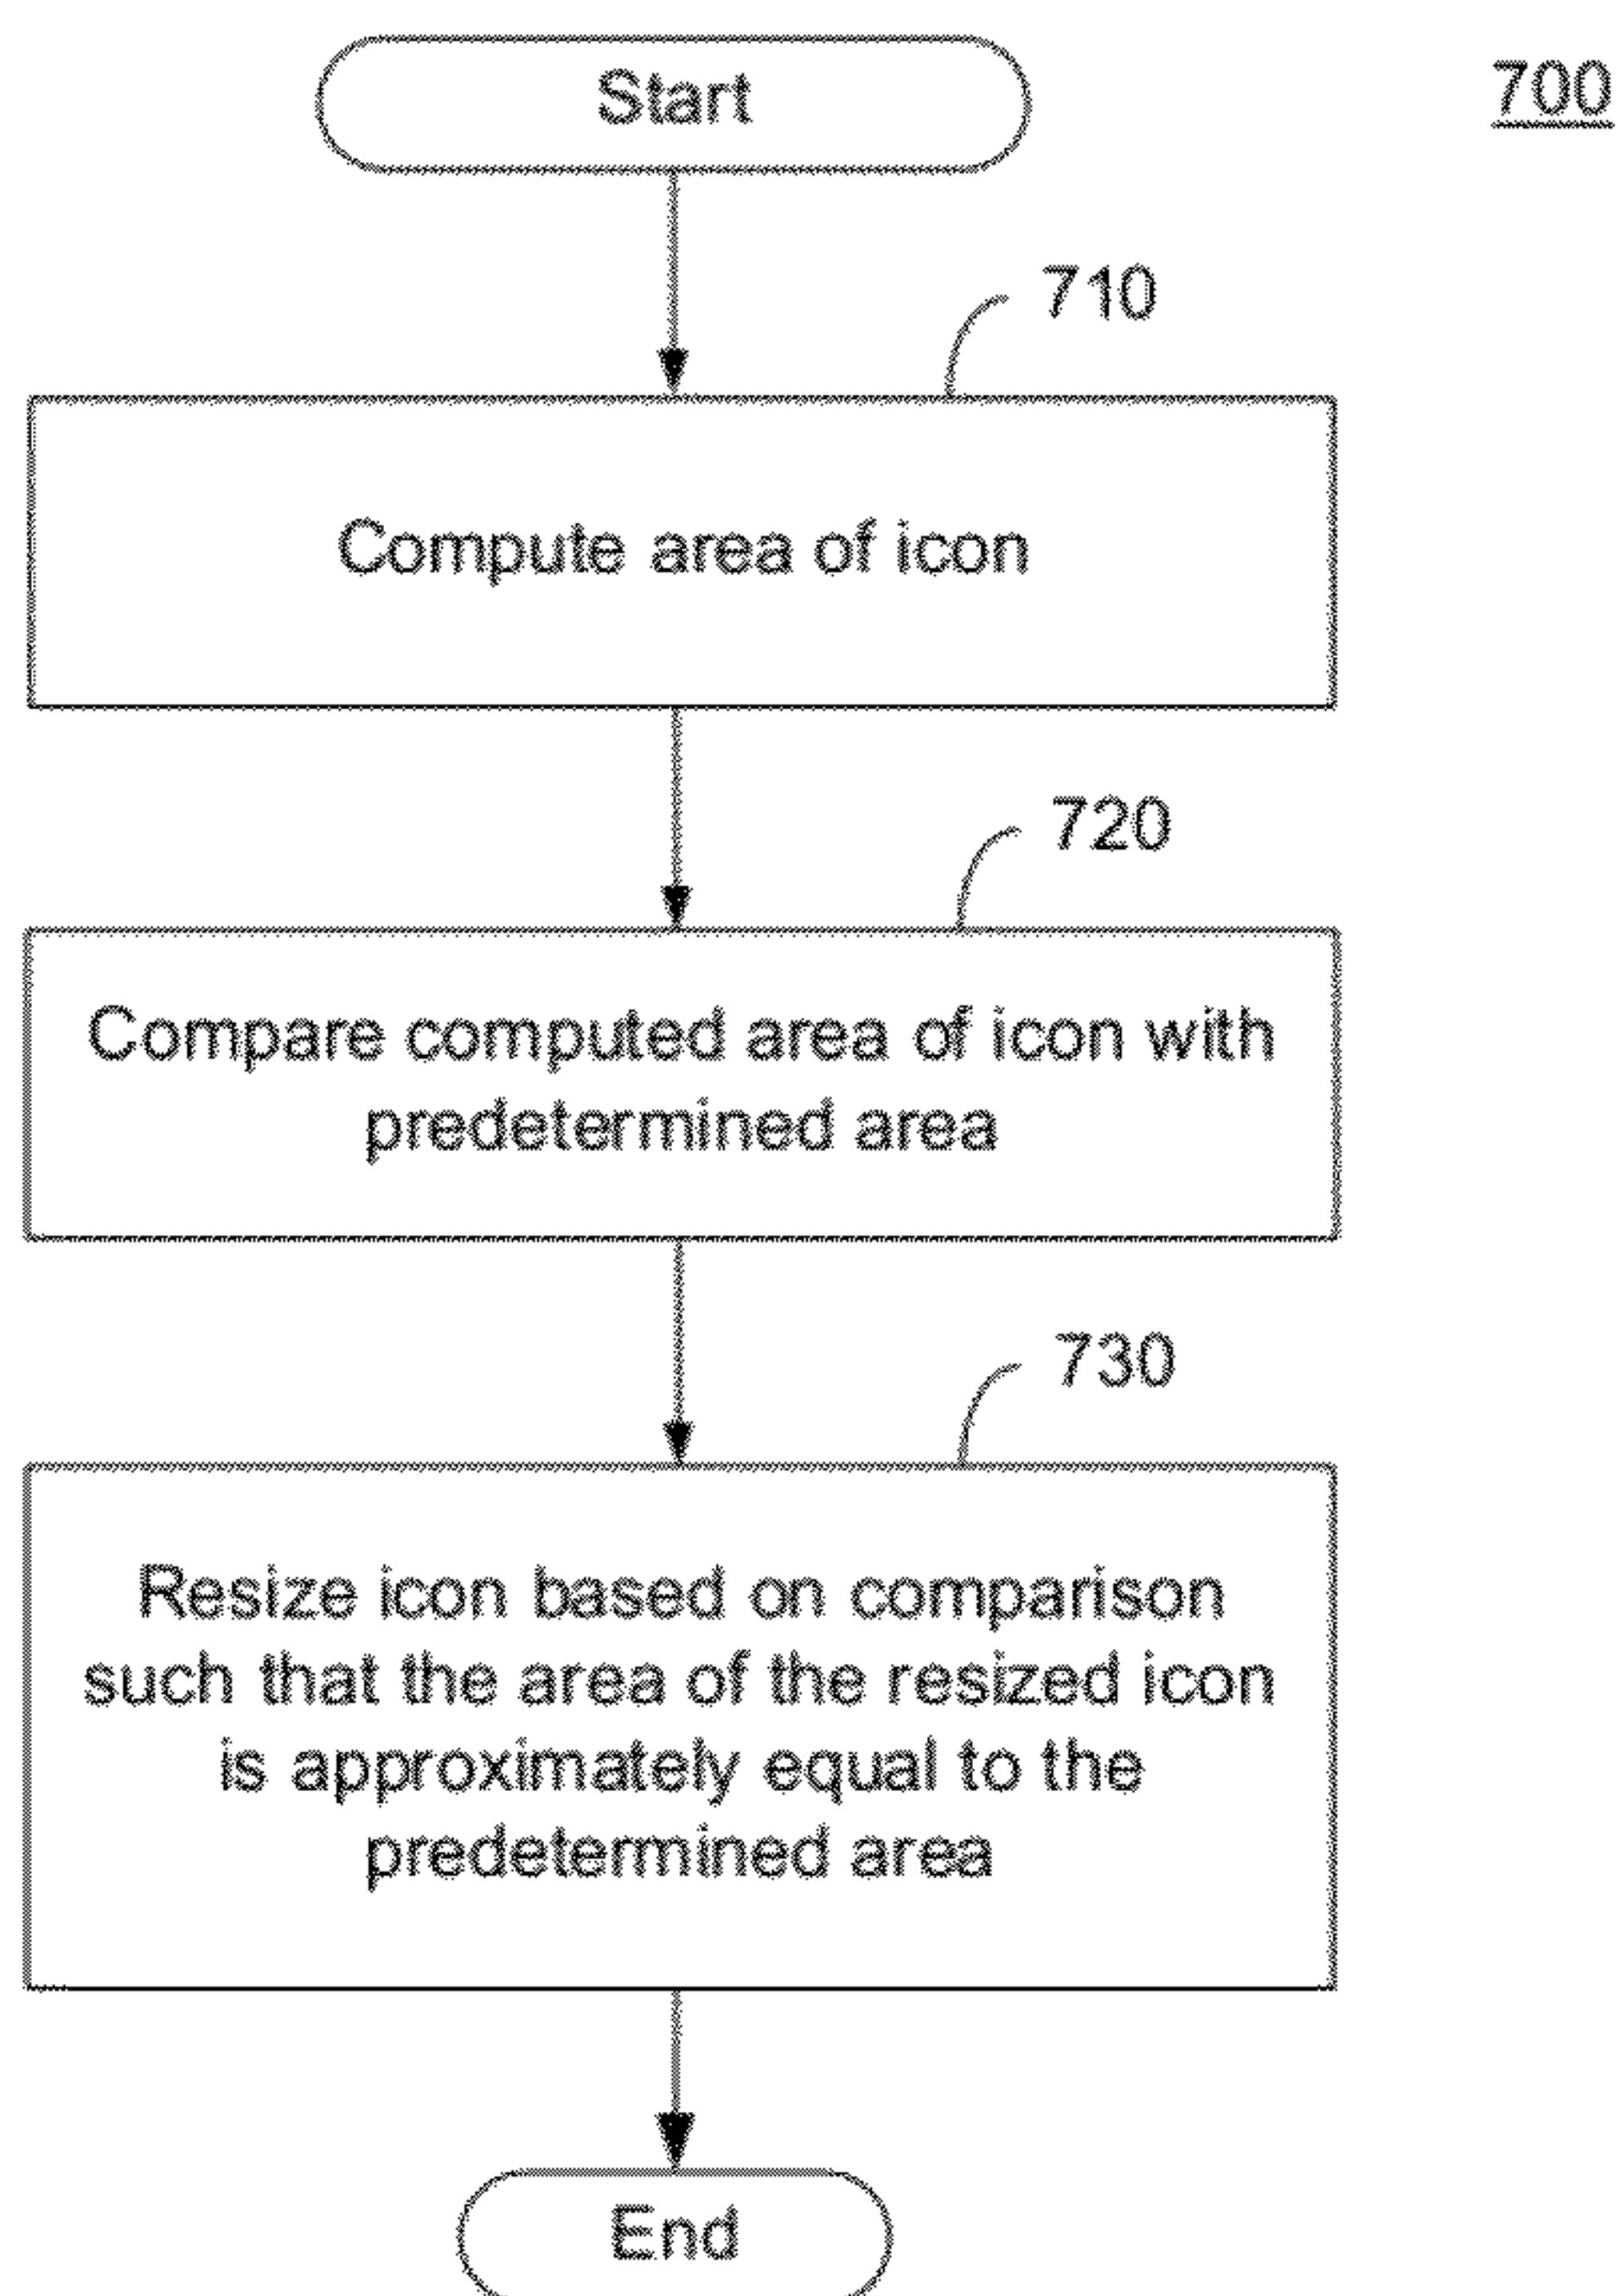 Start
700
710
Compute area of icon
720
Compare computed area of icon with
predetermined area
730
Resize icon based on comparison
such that the area of the resized icon
is approximately equal to the
predetermined area
End